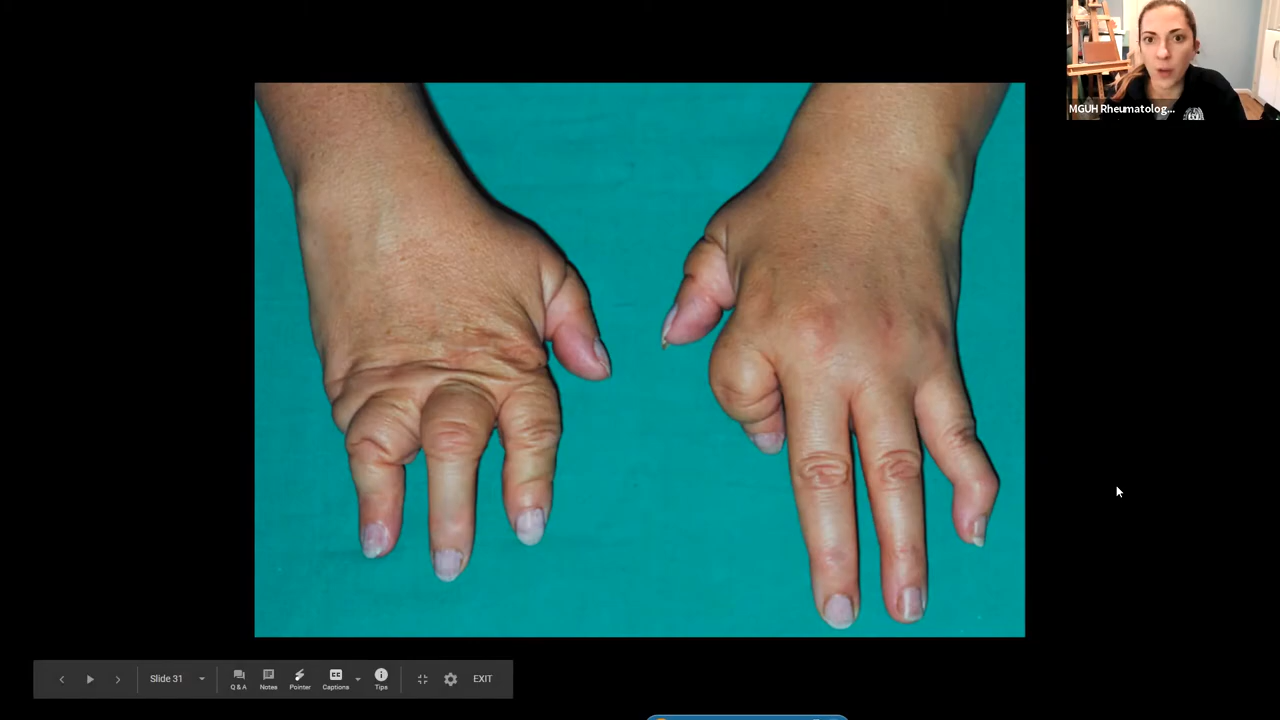 MGUH Rheumatolog...
Slide 31
Q & A
Notes
Pointer
Captions
Tips
EXIT